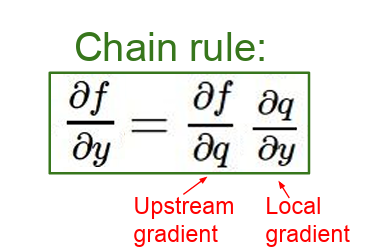 Chain rule:
∂f/∂y = ∂f/∂q ∂q/∂y
Upstream gradient
Local gradient